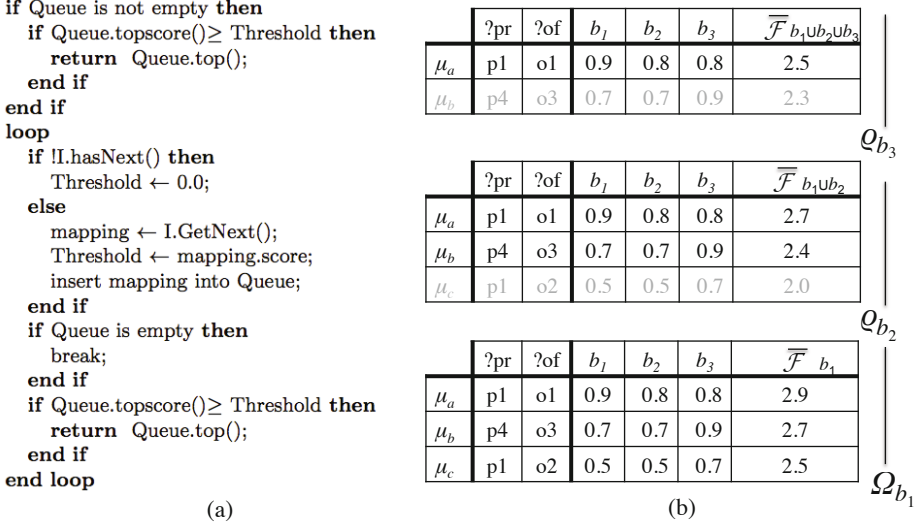 if Queue is not empty then
if Queue.topscore()≥ Threshold then
return Queue.top();
end if
end if
loop
if !I.hasNext() then
Threshold ← 0.0;
else
mapping ← I.GetNext();
Threshold ← mapping.score;
insert mapping into Queue;
end if
if Queue is empty then
break;
end if
if Queue.topscore()≥ Threshold then
return Queue.top();
end if
end loop
(a)
?pr ?of b1 b2 b3 F̅ b1∪b2∪b3
μa p1 o1 0.9 0.8 0.8 2.5
μb p4 o3 0.7 0.7 0.9 2.3
ϱb3
?pr ?of b1 b2 b3 F̅ b1∪b2
μa p1 o1 0.9 0.8 0.8 2.7
μb p4 o3 0.7 0.7 0.9 2.4
μc p1 o2 0.5 0.5 0.7 2.0
ϱb2
?pr ?of b1 b2 b3 F̅ b1
μa p1 o1 0.9 0.8 0.8 2.9
μb p4 o3 0.7 0.7 0.9 2.7
μc p1 o2 0.5 0.5 0.7 2.5
Ωb1
(b)